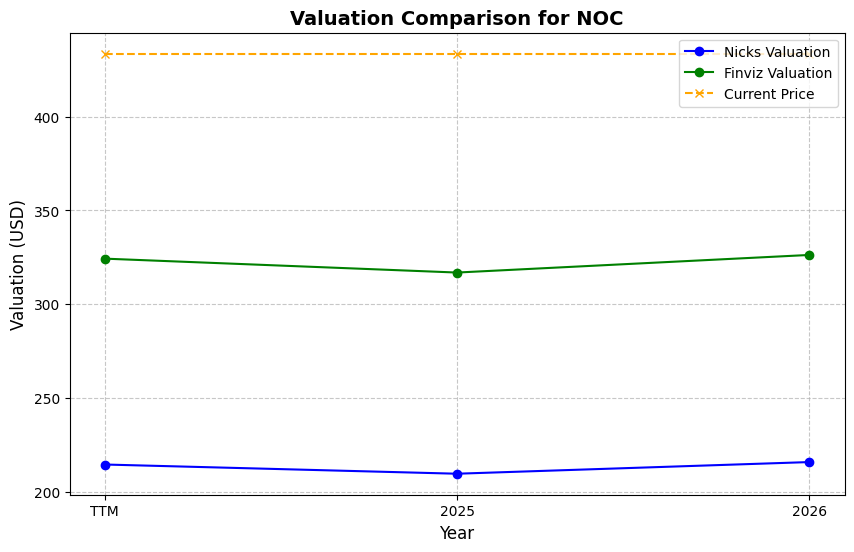 Valuation Comparison for NOC
Nicks Valuation
Finviz Valuation
Current Price
Valuation (USD)
400
350
300
250
200
TTM
2025
2026
Year